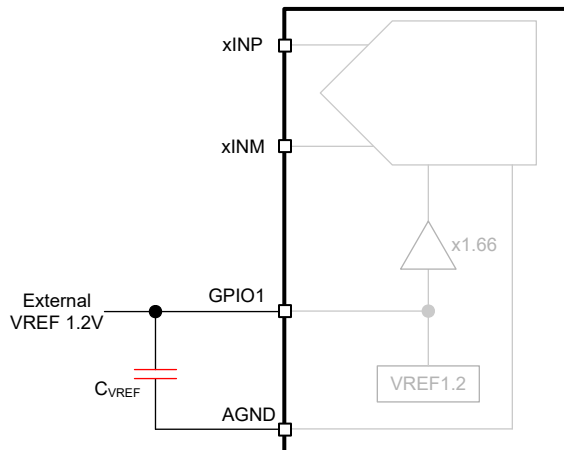 xINP
xINM
x1.66
GPIO1
External
VREF 1.2V
VREF1.2
CVREF
AGND